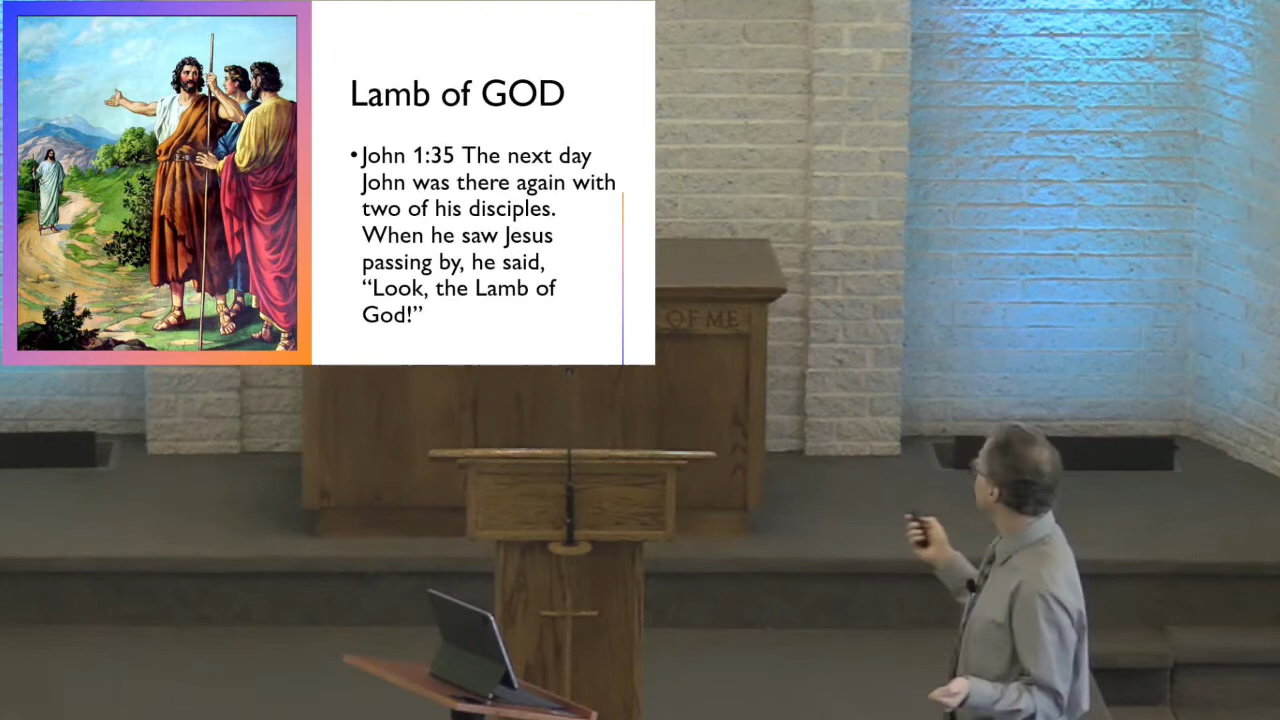 Lamb of GOD
•John 1:35 The next day
John was there again with
two of his disciples.
When he saw Jesus
passing by, he said,
“Look, the Lamb of
God!”
OF ME